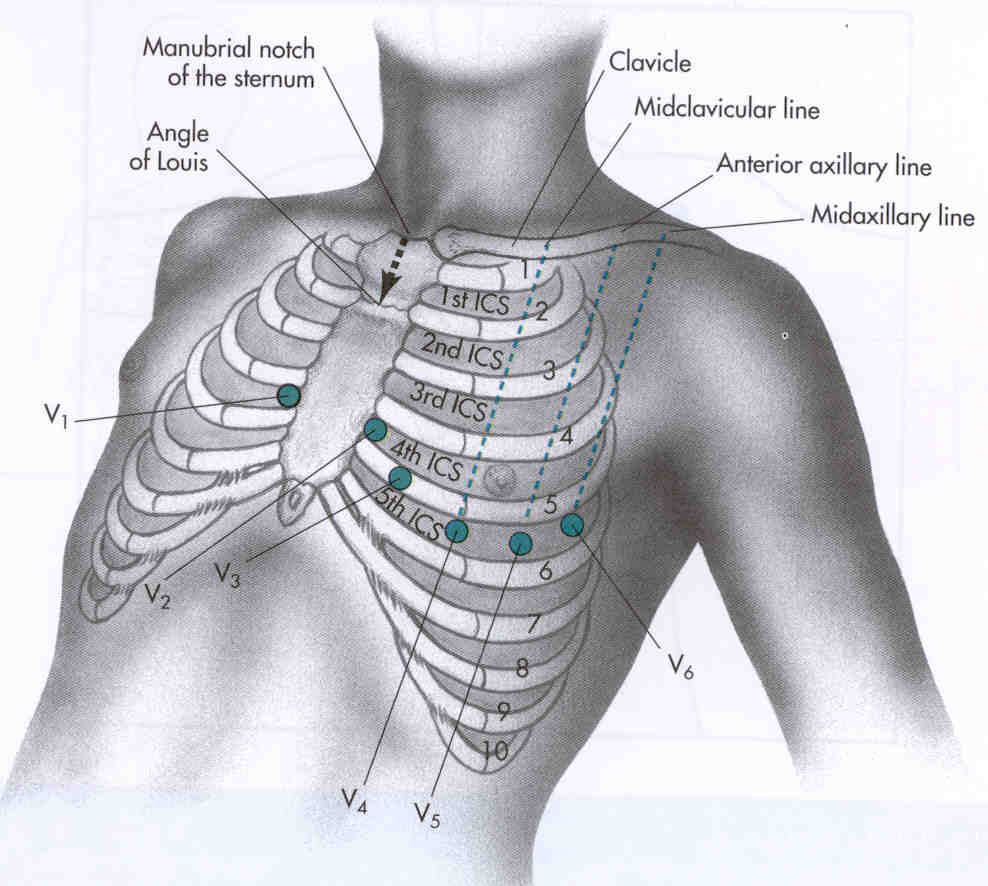 Manubrial notch
of the sternum
Clavicle
Midclavicular line
Angle
of Louis
Anterior axillary line
Midaxillary line
1
1st ICS
2
2nd ICS
3
3rd ICS
4
4th ICS
5
5th ICS
6
7
8
9
10
V1
V2
V3
V6
V4
V5